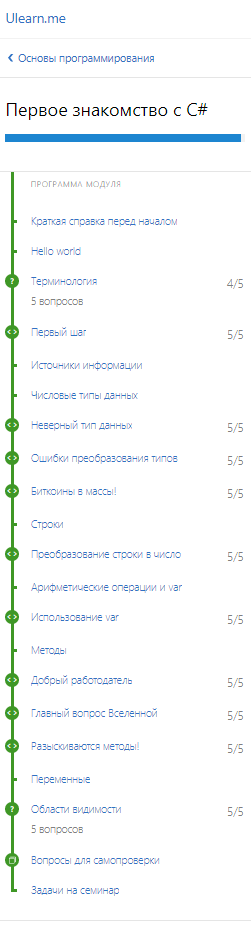 Ulearn.me
Основы программирования
Первое знакомство с C#
ПРОГРАММА МОДУЛЯ
Краткая справка перед началом
Hello world
Терминология 4/5
5 вопросов
Первый шаг 5/5
Источники информации
Числовые типы данных
Неверный тип данных 5/5
Ошибки преобразования типов 5/5
Биткоины в массы! 5/5
Строки
Преобразование строки в число 5/5
Арифметические операции и var
Использование var 5/5
Методы
Добрый работодатель 5/5
Главный вопрос Вселенной 5/5
Разыскиваются методы! 5/5
Переменные
Области видимости 5/5
5 вопросов
Вопросы для самопроверки
Задачи на семинар